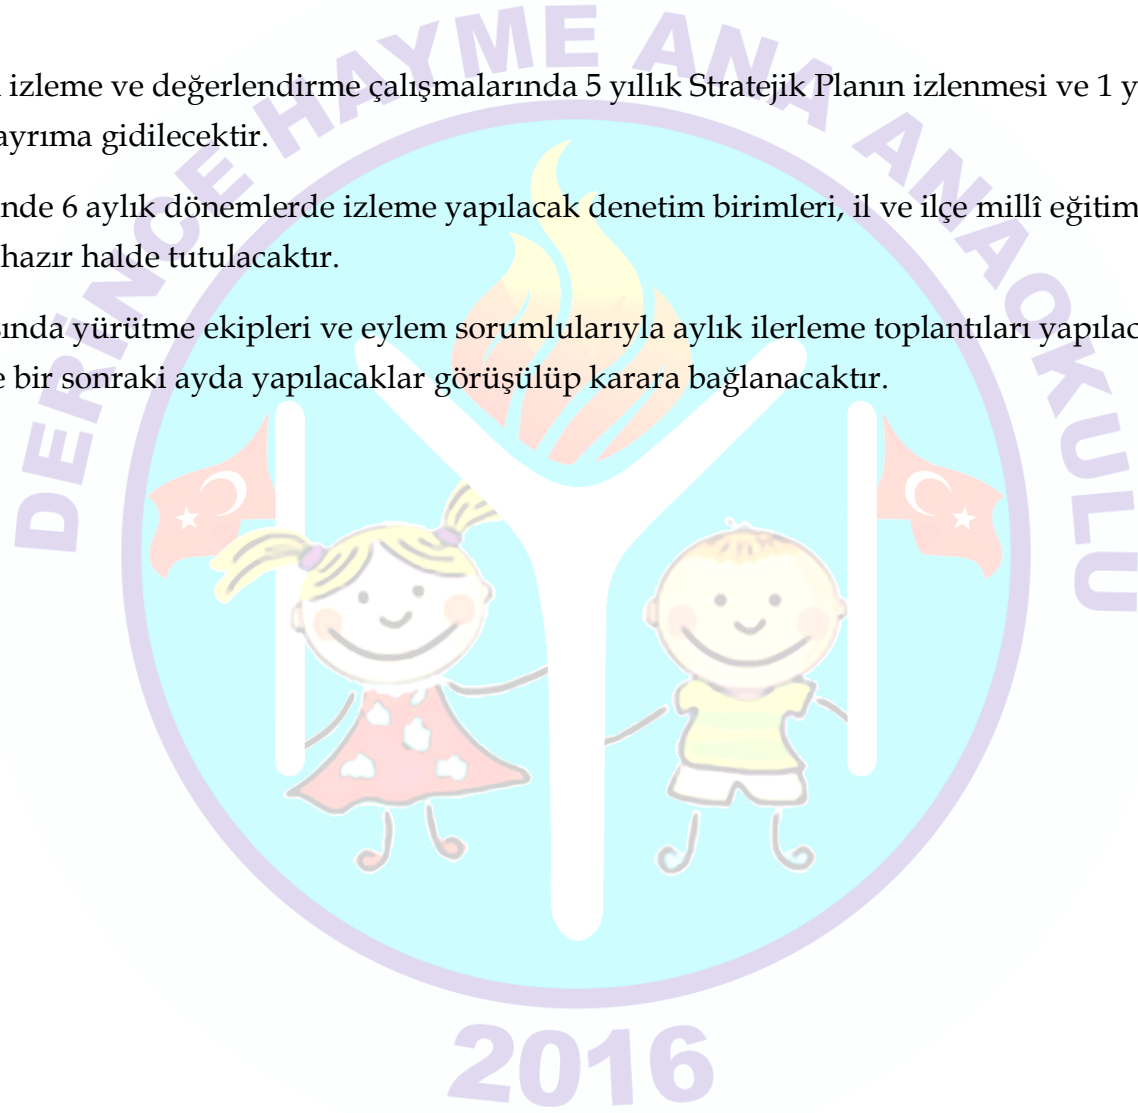 izleme ve değerlendirme çalışmalarında 5 yıllık Stratejik Planın izlenmesi ve 1 y
ayrıma gidilecektir.
nde 6 aylık dönemlerde izleme yapılacak denetim birimleri, il ve ilçe millî eğitim
hazır halde tutulacaktır.
ında yürütme ekipleri ve eylem sorumlularıyla aylık ilerleme toplantıları yapılac
e bir sonraki ayda yapılacaklar görüşülüp karara bağlanacaktır.
DERİNCE HAYME ANA ANAOKULU
2016